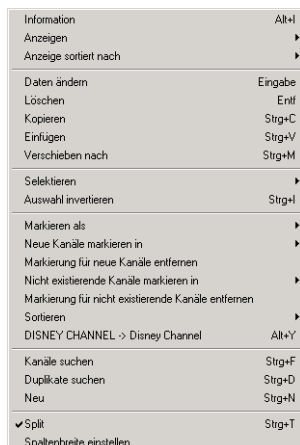 Information Alt+I
Anzeigen
Anzeige sortiert nach
Daten ändern Eingabe
Löschen Entf
Kopieren Strg+C
Einfügen Strg+V
Verschieben nach Strg+M
Selektieren
Auswahl invertieren Strg+I
Markieren als
Neue Kanäle markieren in
Markierung für neue Kanäle entfernen
Nicht existierende Kanäle markieren in
Markierung für nicht existierende Kanäle entfernen
Sortieren
DISNEY CHANNEL -> Disney Channel Alt+Y
Kanäle suchen Strg+F
Duplikate suchen Strg+D
Neu Strg+N
Split Strg+T
Spaltenbreite einstellen